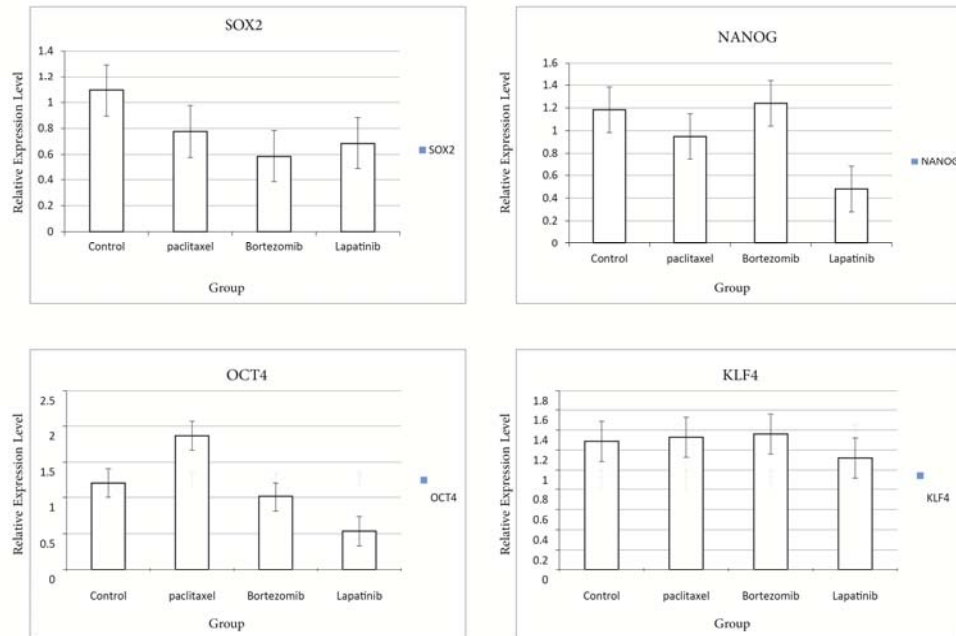 SOX2
Relative Expression Level
1.4
1.2
1
0.8
0.6
0.4
0.2
0
Control paclitaxel Bortezomib Lapatinib
Group
SOX2
NANOG
Relative Expression Level
1.6
1.4
1.2
1
0.8
0.6
0.4
0.2
0
Control paclitaxel Bortezomib Lapatinib
Group
NANOG
OCT4
Relative Expression Level
2.5
2
1.5
1
0.5
0
Control paclitaxel Bortezomib Lapatinib
Group
OCT4
KLF4
Relative Expression Level
1.8
1.6
1.4
1.2
1
0.8
0.6
0.4
0.2
0
Control paclitaxel Bortezomib Lapatinib
Group
KLF4